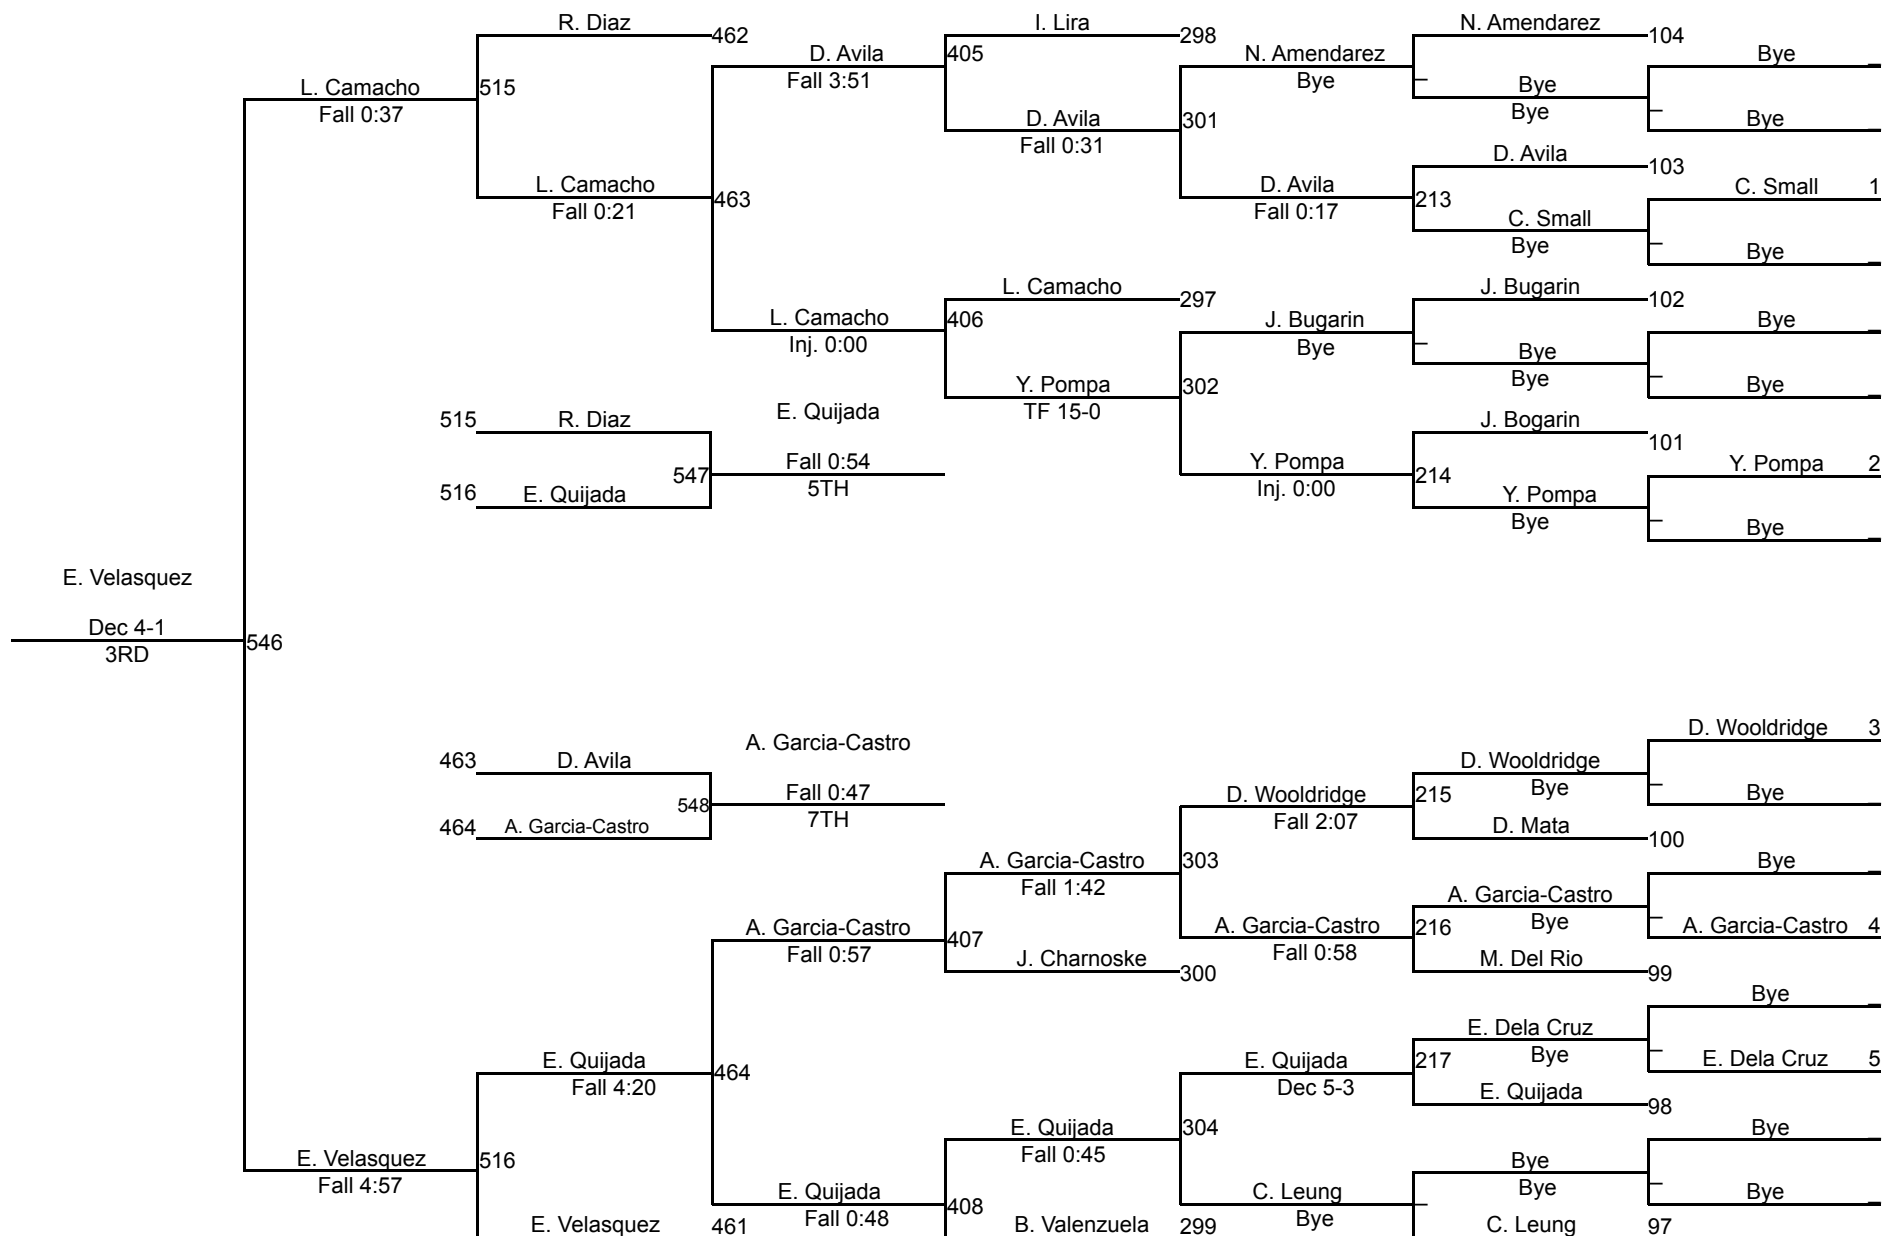 R. Diaz
462
L. Camacho
Fall 0:37
515
L. Camacho
Fall 0:21
463
D. Avila
Fall 3:51
405
I. Lira
298
D. Avila
Fall 0:31
301
N. Amendarez
Bye
N. Amendarez
104
Bye
Bye
Bye
Bye
D. Avila
Fall 0:17
213
D. Avila
103
C. Small
Bye
C. Small 1
Bye
L. Camacho
Inj. 0:00
406
L. Camacho
297
Y. Pompa
TF 15-0
302
J. Bugarin
Bye
J. Bugarin
102
Bye
Bye
Bye
Bye
Y. Pompa
Inj. 0:00
214
J. Bogarin
101
Y. Pompa
Bye
Y. Pompa 2
Bye
515
R. Diaz
516
E. Quijada
547
E. Quijada
Fall 0:54
5TH
E. Velasquez
Dec 4-1
3RD
546
463
D. Avila
464
A. Garcia-Castro
548
A. Garcia-Castro
Fall 0:47
7TH
D. Wooldridge
Fall 2:07
215
D. Wooldridge
Bye
D. Wooldridge 3
Bye
D. Mata
100
A. Garcia-Castro
Fall 1:42
303
A. Garcia-Castro
Fall 0:58
216
A. Garcia-Castro
Bye
Bye
A. Garcia-Castro 4
M. Del Rio
99
A. Garcia-Castro
Fall 0:57
407
J. Charnoske
300
E. Quijada
Fall 4:20
464
E. Quijada
Dec 5-3
217
E. Dela Cruz
Bye
Bye
E. Dela Cruz 5
E. Quijada
98
E. Quijada
Fall 0:45
304
C. Leung
Bye
Bye
Bye
Bye
Bye
C. Leung
97
E. Velasquez
Fall 4:57
516
E. Quijada
Fall 0:48
408
E. Velasquez
461
B. Valenzuela
299